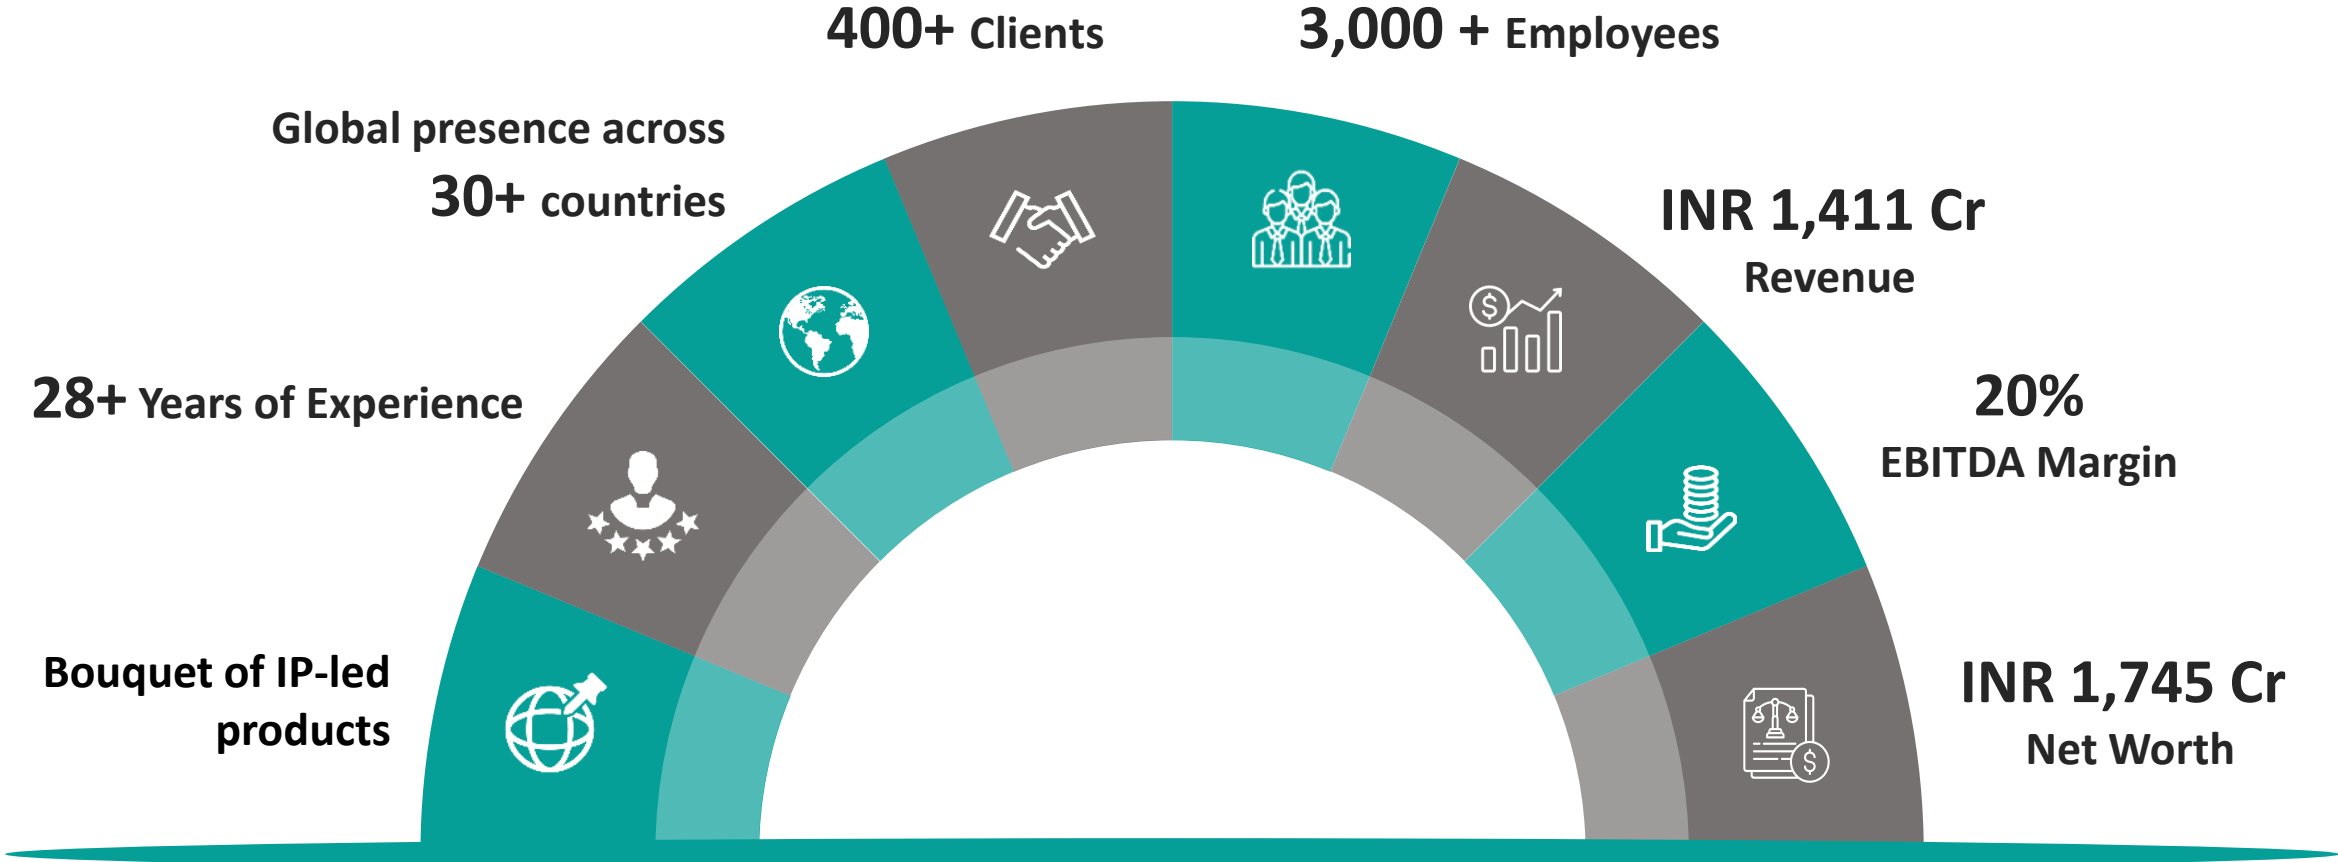 400+ Clients
3,000 + Employees
Global presence across
30+ countries
INR 1,411 Cr
Revenue
28+ Years of Experience
20%
EBITDA Margin
Bouquet of IP-led
products
INR 1,745 Cr
Net Worth
$
$